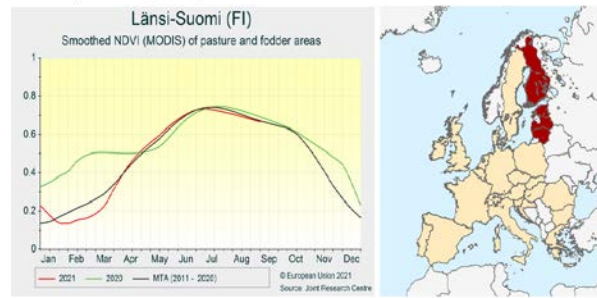 Länsi-Suomi (FI)
Smoothed NDVI (MODIS) of pasture and fodder areas
1
0.8
0.6
0.4
0.2
0
Jan Feb Mar Apr May Jun Jul Aug Sep Oct Nov Dec
2021 2020 MTA (2011 - 2020)
© European Union 2021
Source: Joint Research Centre